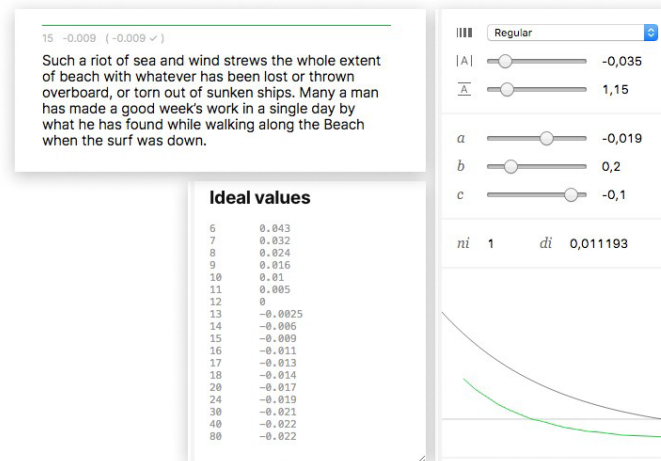 15 -0.009 ( -0.009 ✓ )
Such a riot of sea and wind strews the whole extent
of beach with whatever has been lost or thrown
overboard, or torn out of sunken ships. Many a man
has made a good week's work in a single day by
what he has found while walking along the Beach
when the surf was down.
Ideal values
6 0.043
7 0.032
8 0.024
9 0.016
10 0.01
11 0.005
12 0
13 -0.0025
14 -0.006
15 -0.009
16 -0.011
17 -0.013
18 -0.014
20 -0.017
24 -0.019
30 -0.021
40 -0.022
80 -0.022
Regular
|A| -0,035
A 1,15
a -0,019
b 0,2
c -0,1
ni 1 di 0,011193